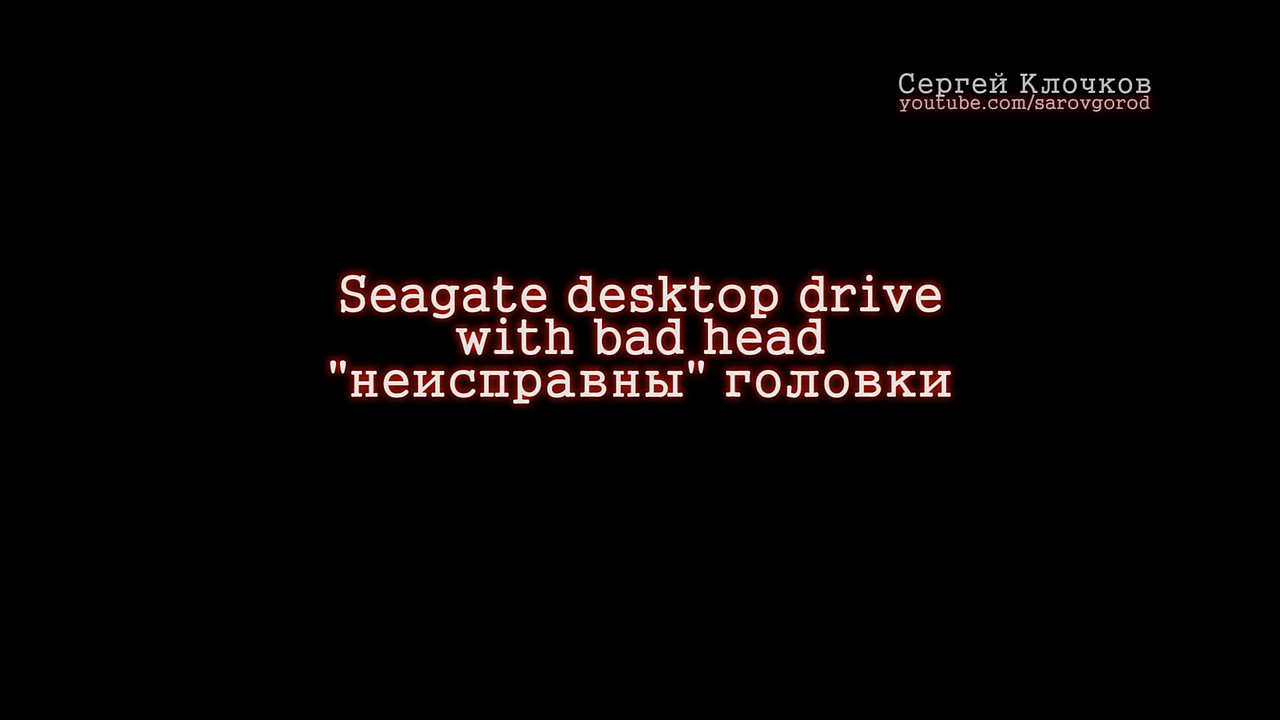 Сергей Клочков
youtube.com/sarovgorod
Seagate desktop drive
with bad head
"неисправны" головки